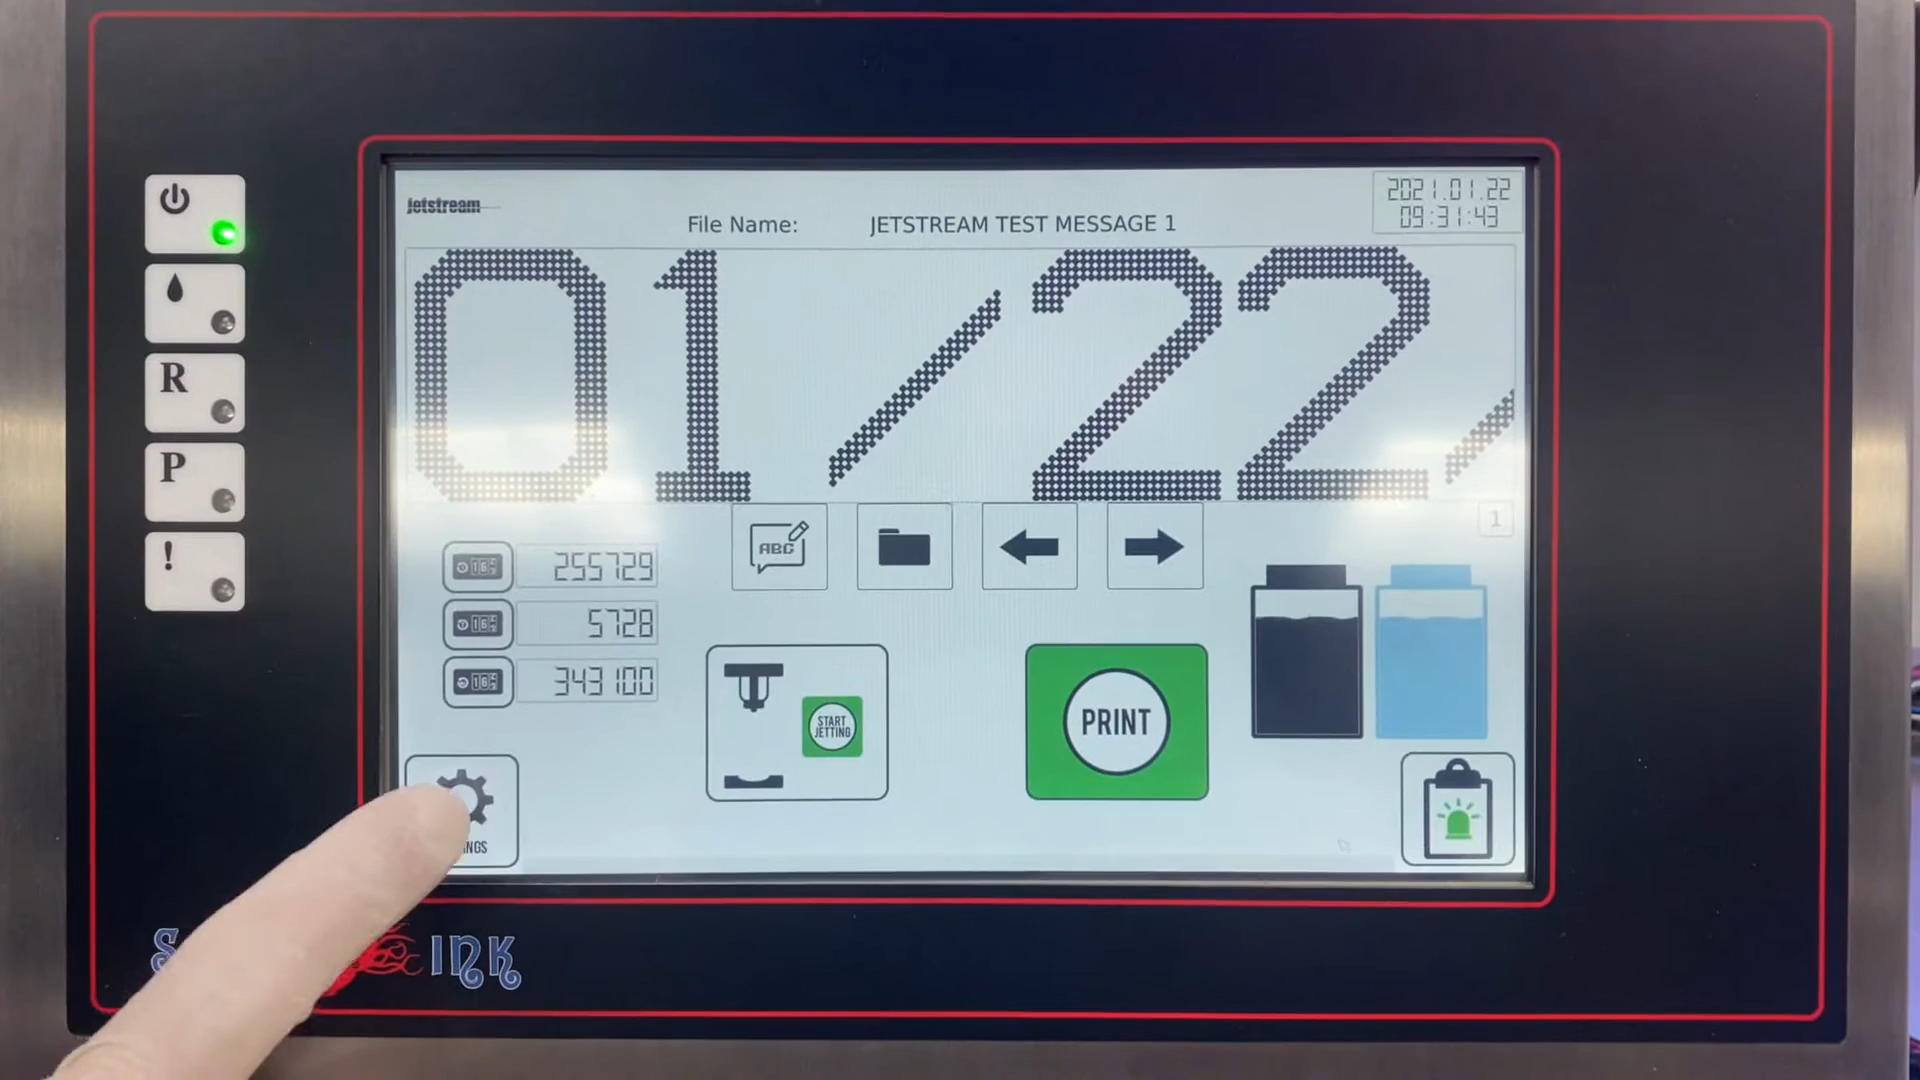 jetstream
File Name: JETSTREAM TEST MESSAGE 1
2021.01.22
09:31:43
01/22/
ABC
1
255729
5728
343100
START
JETTING
PRINT
R
P
!
INK